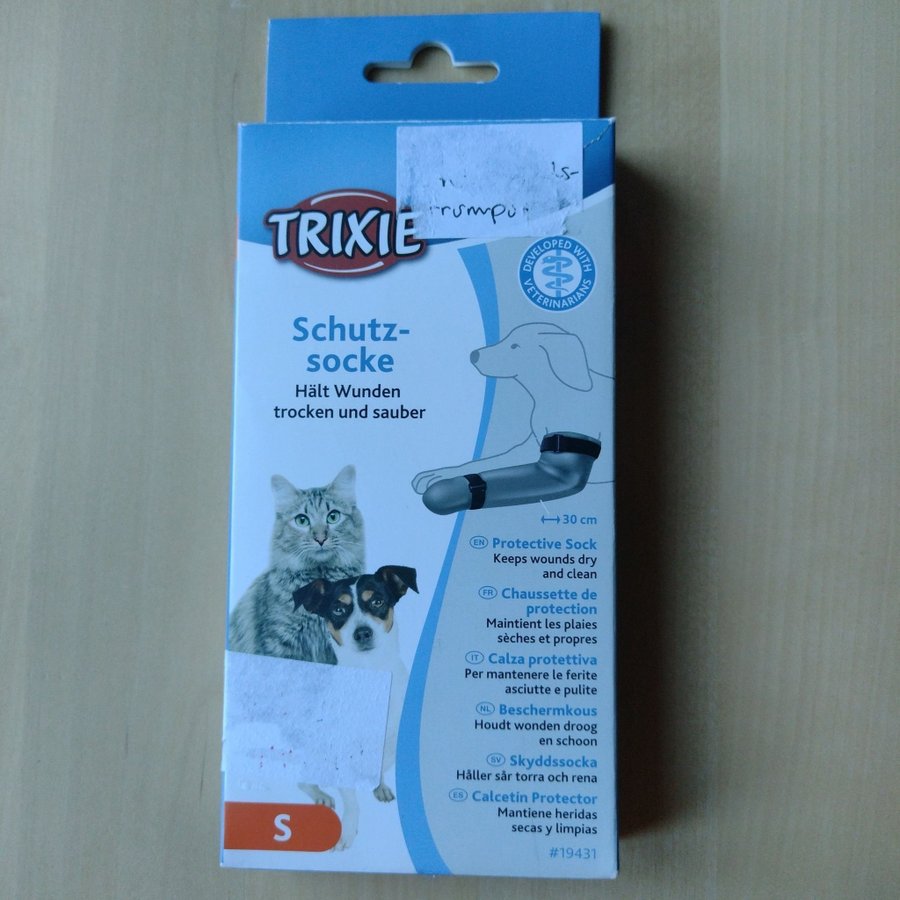 TRIXIE
DEVELOPED WITH
VETERINARIANS
Schutz-
socke
Hält Wunden
trocken und sauber
30 cm
EN Protective Sock
Keeps wounds dry
and clean
FR Chaussette de
protection
Maintient les plaies
sèches et propres
IT Calza protettiva
Per mantenere le ferite
asciutte e pulite
NL Beschermkous
Houdt wonden droog
en schoon
SV Skyddssocka
Håller sår torra och rena
ES Calcetín Protector
Mantiene heridas
secas y limpias
S
#19431